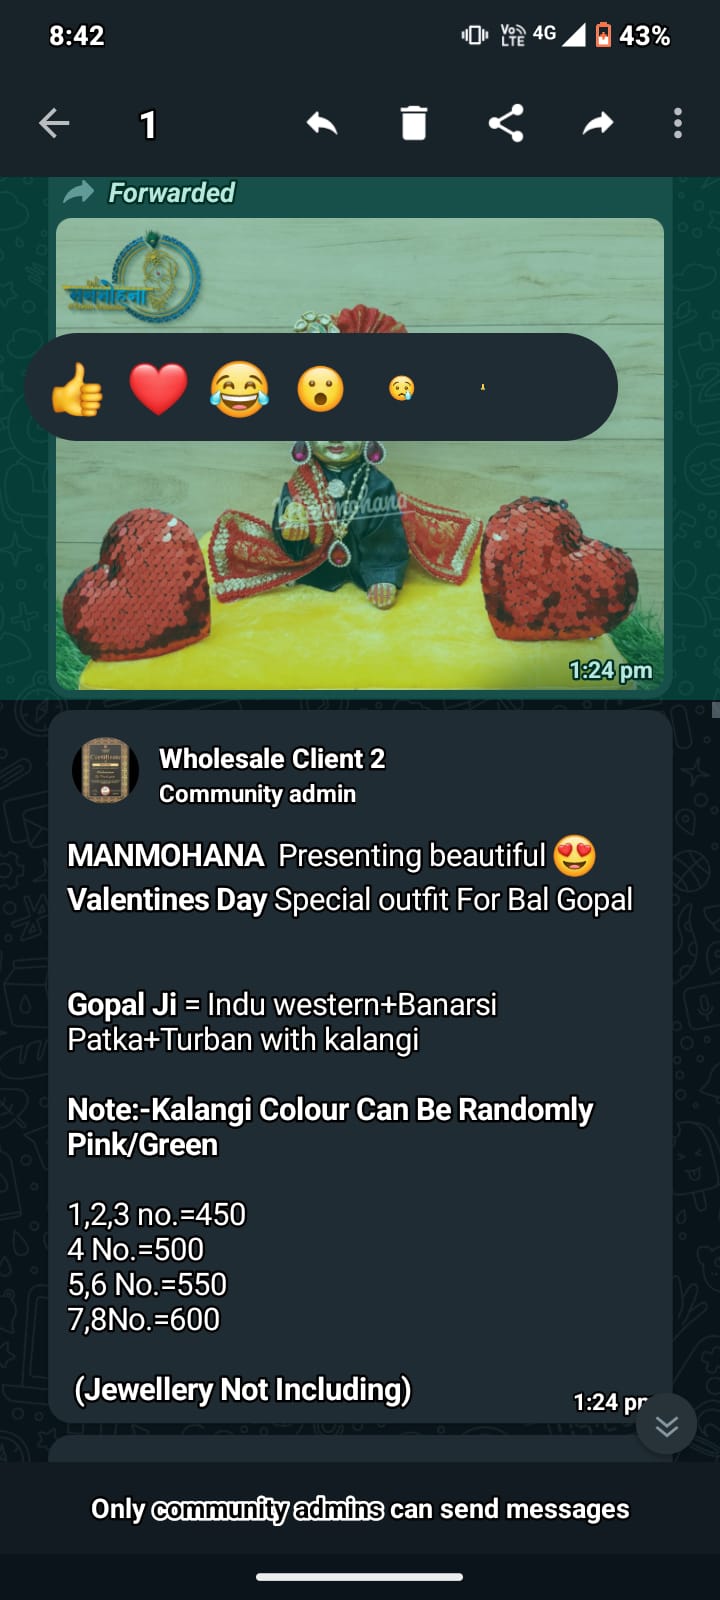 8:42
Vo
LTE
4G
43%
1
Forwarded
मनमोहना
Manmohana
1:24 pm
Wholesale Client 2
Community admin
MANMOHANA Presenting beautiful 😍
Valentines Day Special outfit For Bal Gopal
Gopal Ji = Indu western+Banarsi
Patka+Turban with kalangi
Note:-Kalangi Colour Can Be Randomly
Pink/Green
1,2,3 no.=450
4 No.=500
5,6 No.=550
7,8No.=600
(Jewellery Not Including)
1:24 pm
Only community admins can send messages